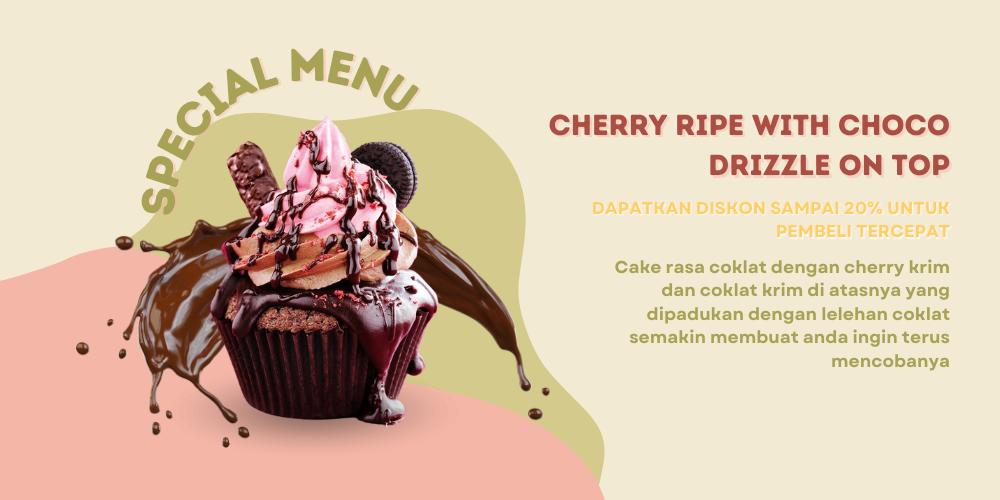 SPECIAL MENU
CHERRY RIPE WITH CHOCO
DRIZZLE ON TOP
DAPATKAN DISKON SAMPAI 20% UNTUK
PEMBELI TERCEPAT
Cake rasa coklat dengan cherry krim
dan coklat krim di atasnya yang
dipadukan dengan lelehan coklat
semakin membuat anda ingin terus
mencobanya